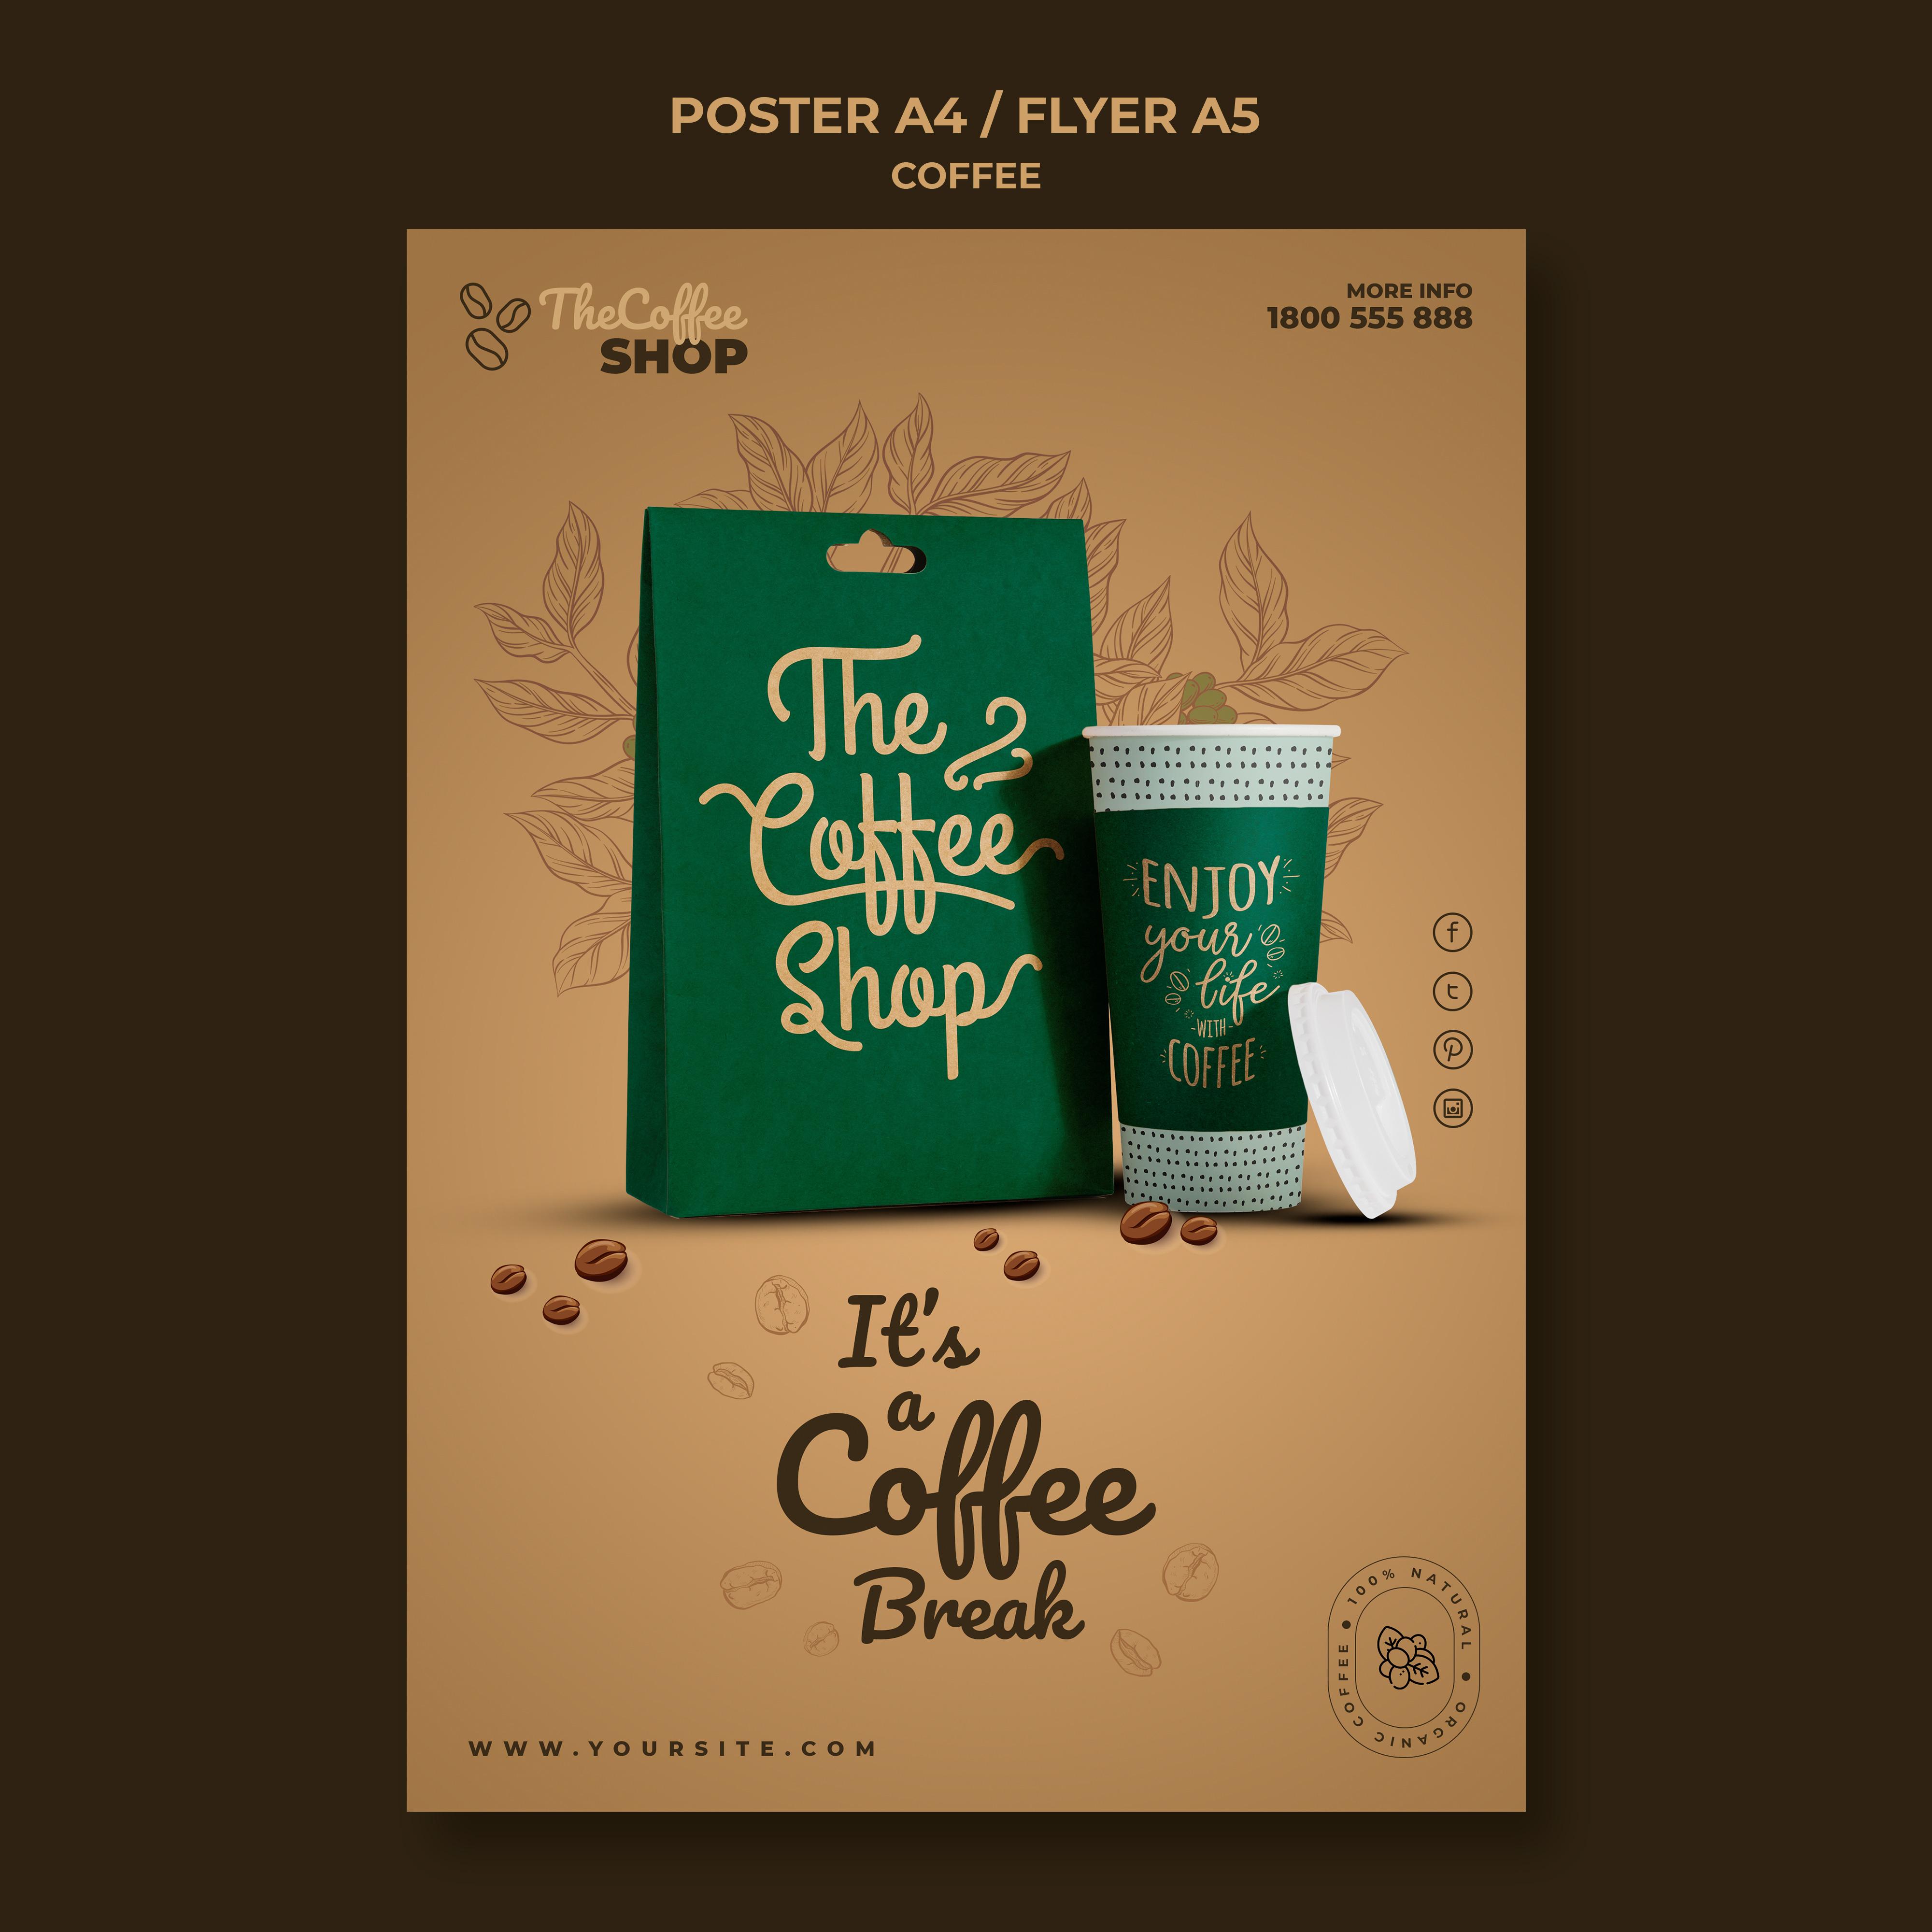 POSTER A4 / FLYER A5
COFFEE
TheCoffee
SHOP
MORE INFO
1800 555 888
The
Coffee
Shop
ENJOY
your
life
-WITH-
COFFEE
f
t
p
It's
a
Coffee
Break
100% NATURAL • ORGANIC COFFEE •
WWW.YOURSITE.COM